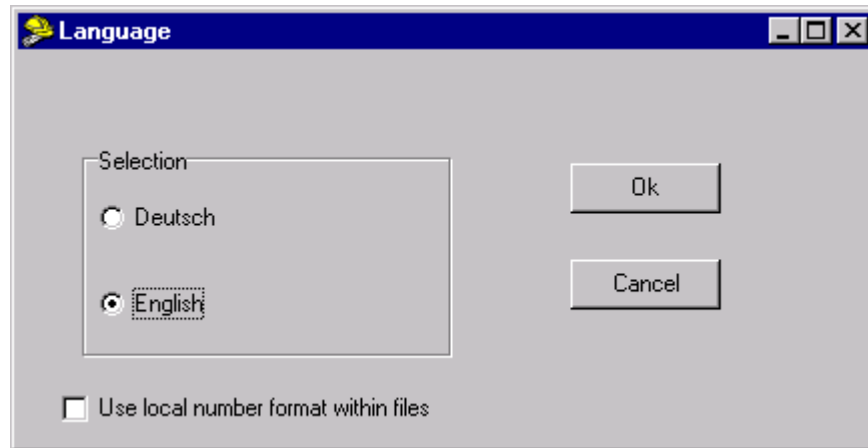 Language
Selection
Deutsch
English
Ok
Cancel
Use local number format within files